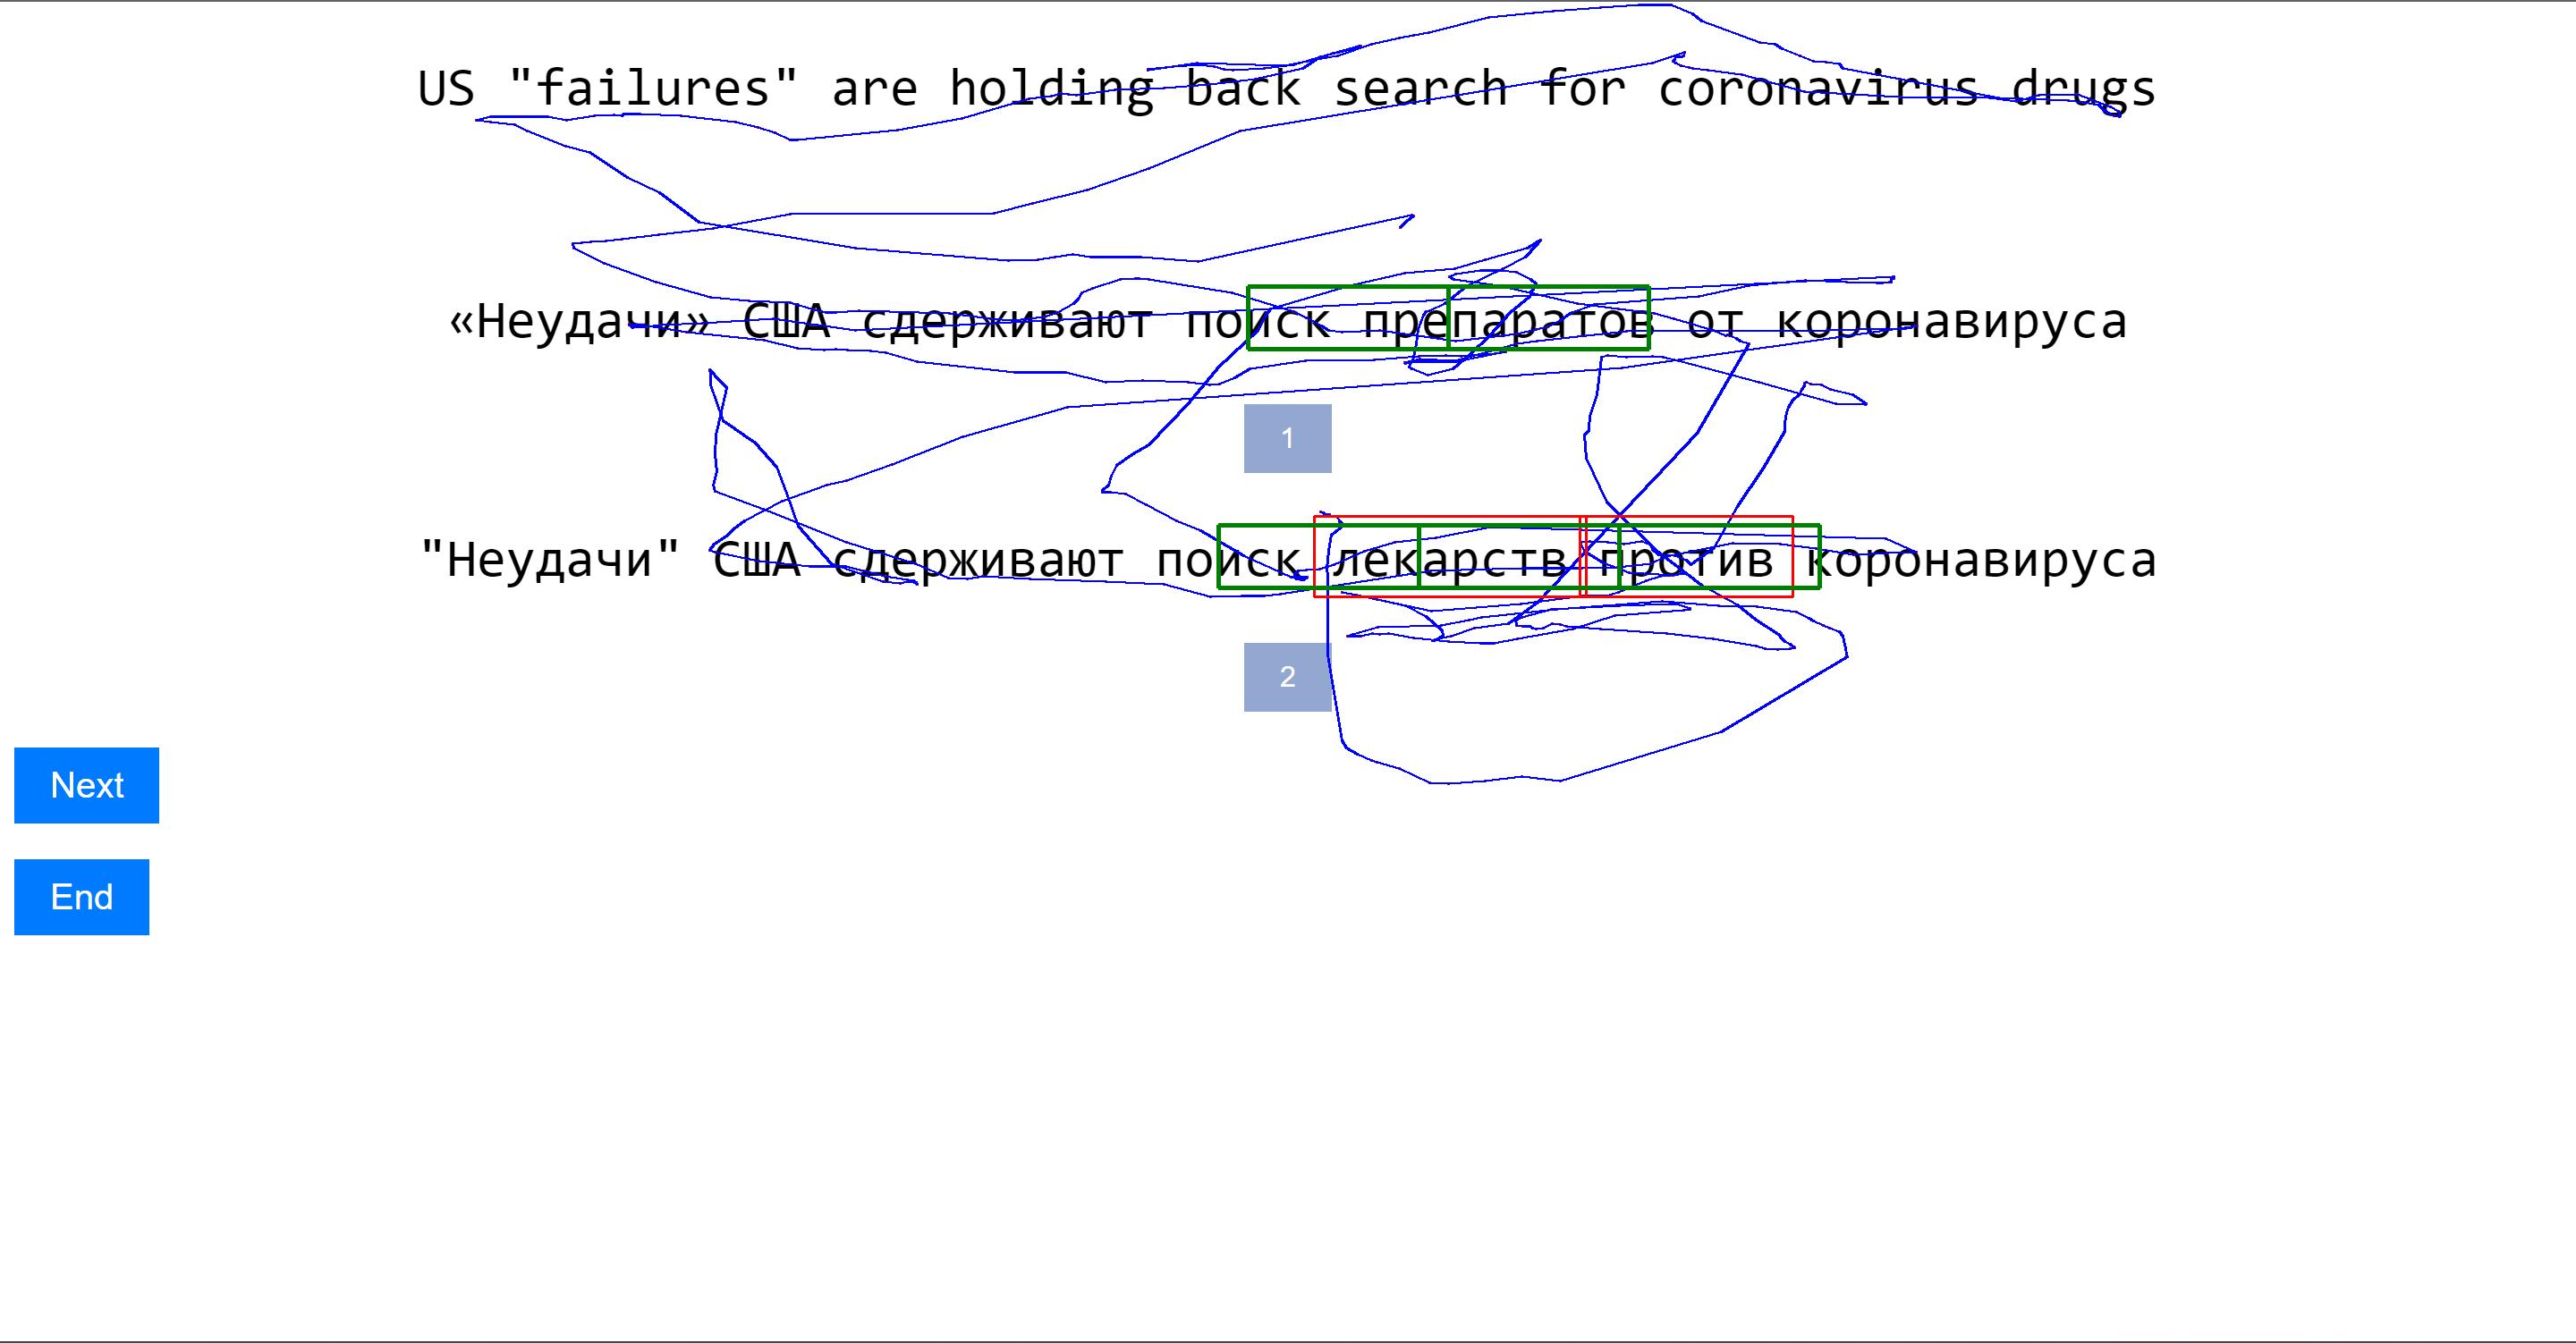 US "failures" are holding back search for coronavirus drugs
«Неудачи» США сдерживают поиск препаратов от коронавируса
1
"Неудачи" США сдерживают поиск лекарств против коронавируса
2
Next
End